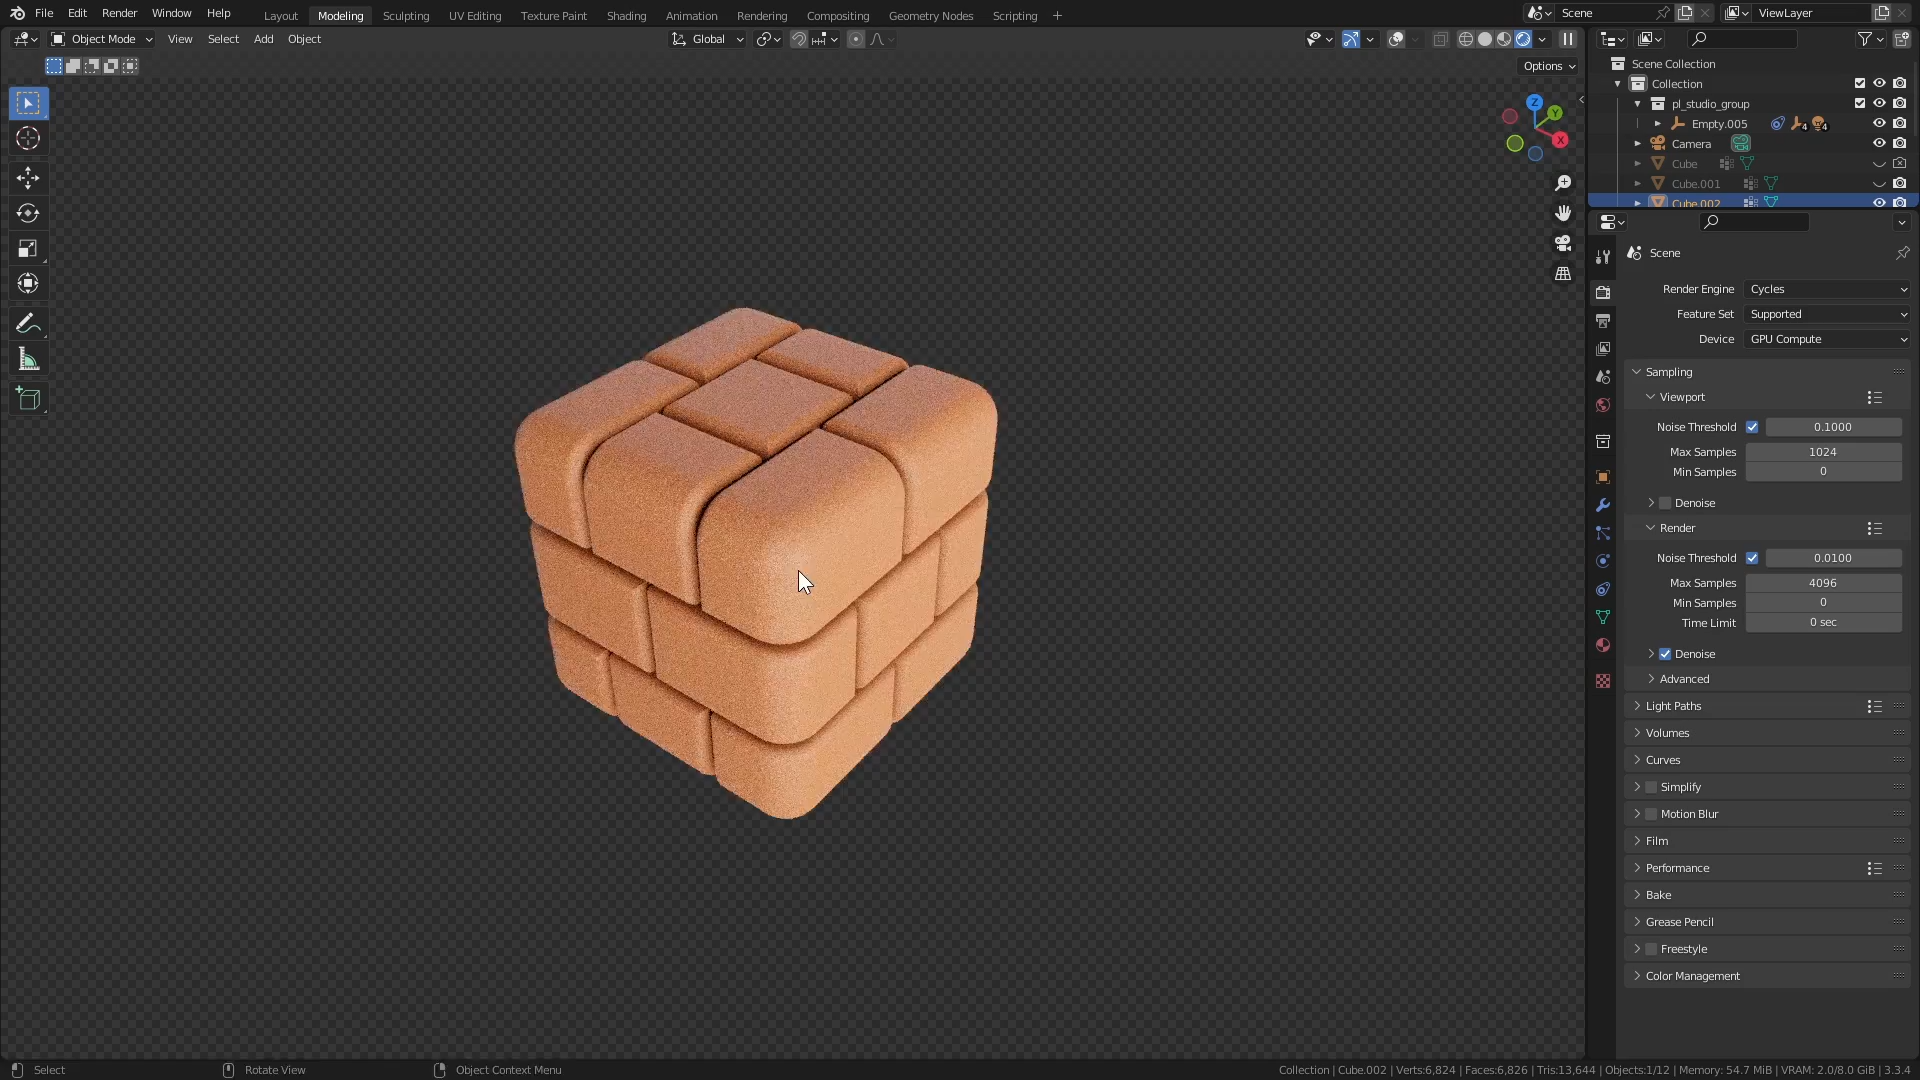 File Edit Render Window Help Layout Modeling Sculpting UV Editing Texture Paint Shading Animation Rendering Compositing Geometry Nodes Scripting + Scene ViewLayer
Object Mode View Select Add Object Global
Options
Z
Y
X
Scene Collection
Collection
pl_studio_group
Empty.005 4 4
Camera
Cube
Cube.001
Cube.002
Scene
Render Engine Cycles
Feature Set Supported
Device GPU Compute
Sampling
Viewport
Noise Threshold 0.1000
Max Samples 1024
Min Samples 0
Denoise
Render
Noise Threshold 0.0100
Max Samples 4096
Min Samples 0
Time Limit 0 sec
Denoise
Advanced
Light Paths
Volumes
Curves
Simplify
Motion Blur
Film
Performance
Bake
Grease Pencil
Freestyle
Color Management
Select Rotate View Object Context Menu Collection | Cube.002 | Verts:6,824 | Faces:6,826 | Tris:13,644 | Objects:1/12 | Memory: 54.7 MiB | VRAM: 2.0/8.0 GiB | 3.3.4